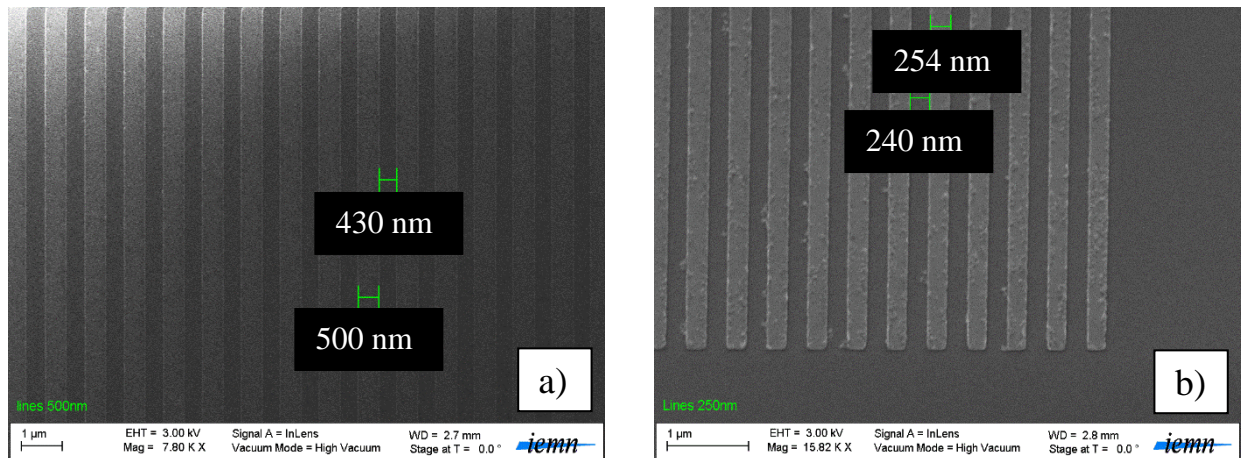 430 nm
500 nm
a)
lines 500nm
1 µm
EHT = 3.00 kV
Mag = 7.80 K X
Signal A = InLens
Vacuum Mode = High Vacuum
WD = 2.7 mm
Stage at T = 0.0 °
iemn
254 nm
240 nm
b)
Lines 250nm
1 µm
EHT = 3.00 kV
Mag = 15.82 K X
Signal A = InLens
Vacuum Mode = High Vacuum
WD = 2.8 mm
Stage at T = 0.0 °
iemn